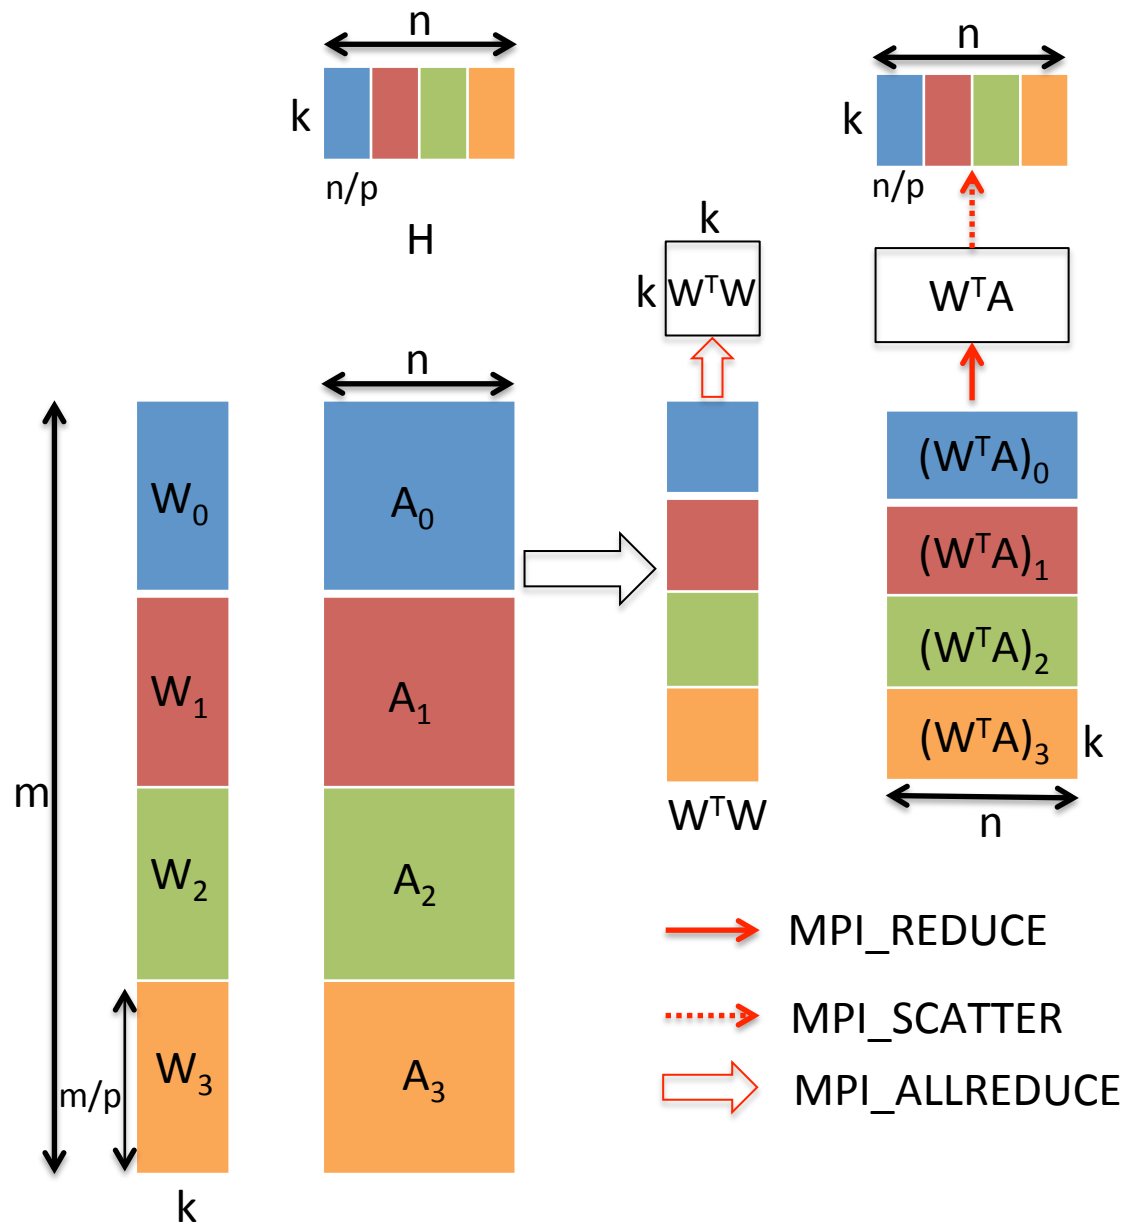 n
k
n/p
H
n
k
n/p
k
k
WᵀW
WᵀA
n
m
W₀
W₁
W₂
W₃
m/p
k
A₀
A₁
A₂
A₃
WᵀW
(WᵀA)₀
(WᵀA)₁
(WᵀA)₂
(WᵀA)₃
k
n
MPI_REDUCE
MPI_SCATTER
MPI_ALLREDUCE